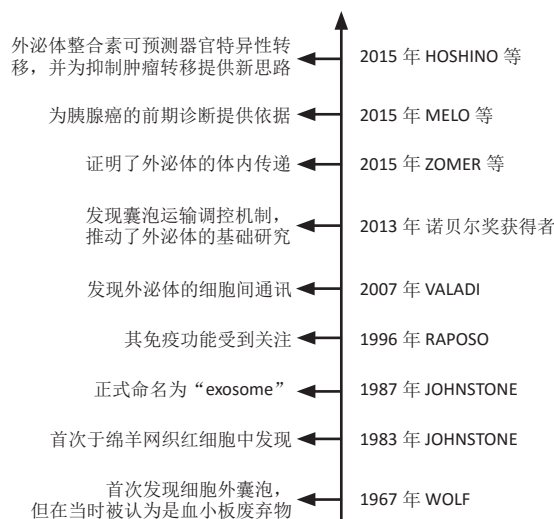 外泌体整合素可预测器官特异性转
移，并为抑制肿瘤转移提供新思路
2015 年 HOSHINO 等
为胰腺癌的前期诊断提供依据
2015 年 MELO 等
证明了外泌体的体内传递
2015 年 ZOMER 等
发现囊泡运输调控机制，
推动了外泌体的基础研究
2013 年 诺贝尔奖获得者
发现外泌体的细胞间通讯
2007 年 VALADI
其免疫功能受到关注
1996 年 RAPOSO
正式命名为“exosome”
1987 年 JOHNSTONE
首次于绵羊网织红细胞中发现
1983 年 JOHNSTONE
首次发现细胞外囊泡，
但在当时被认为是血小板废弃物
1967 年 WOLF